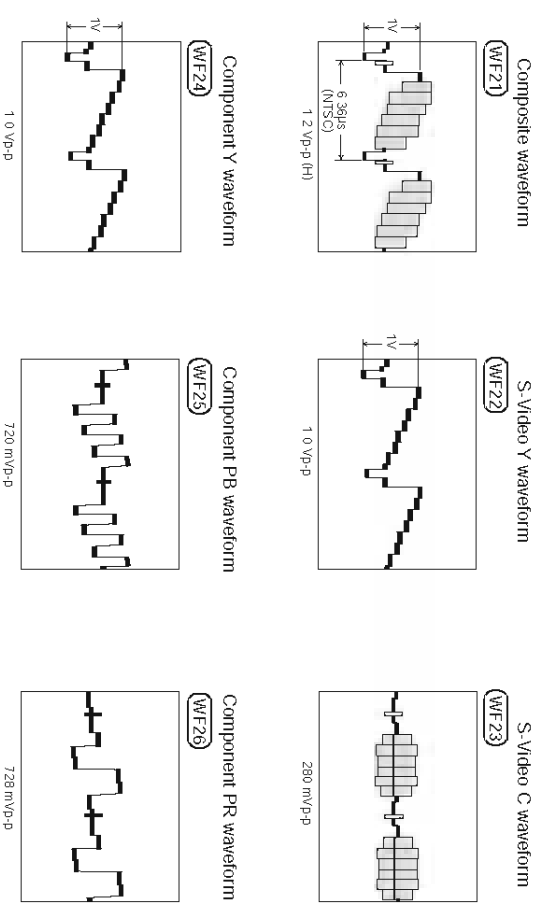 Composite waveform
WF21
1V
6 36µs
(NTSC)
1 2 Vp-p (H)
S-Video Y waveform
WF22
1V
1 0 Vp-p
S-Video C waveform
WF23
280 mVp-p
Component Y waveform
WF24
1V
1 0 Vp-p
Component PB waveform
WF25
720 mVp-p
Component PR waveform
WF26
728 mVp-p